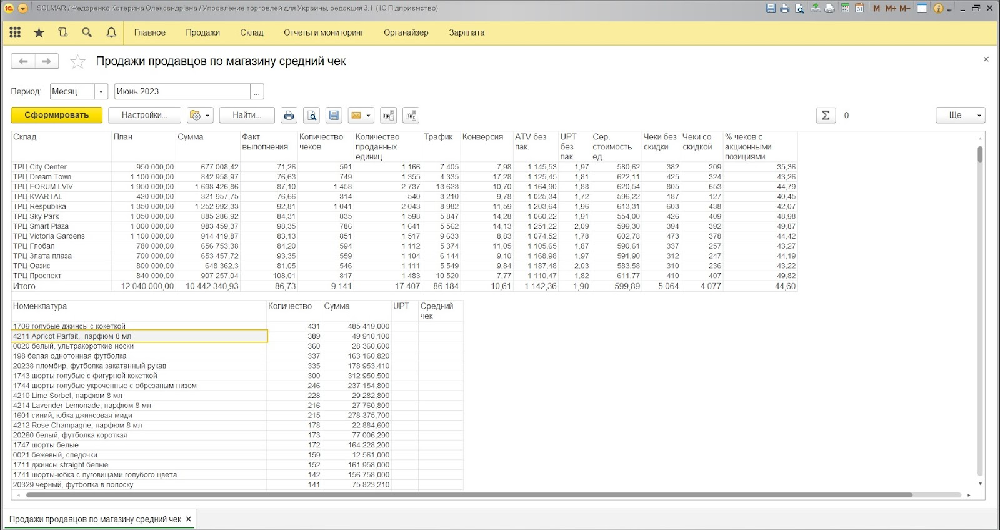 SOLMAR / Федоренко Катерина Олександрівна / Управление торговлей для Украины, редакция 3.1 (1С:Підприємство)
M M+ M-
Главное Продажи Склад Отчеты и мониторинг Органайзер Зарплата
Продажи продавцов по магазину средний чек
Период: Месяц Июнь 2023 ...
Сформировать Настройки... Найти... Σ 0 Ще
Склад План Сумма Факт выполнения Количество чеков Количество проданных единиц Трафик Конверсия ATV без пак. UPT без пак. Сер. стоимость ед. Чеки без скидки Чеки со скидкой % чеков с акционными позициями
ТРЦ City Center 950 000,00 677 008,42 71,26 591 1 166 7 405 7,98 1 145,53 1,97 580,62 382 209 35,36
ТРЦ Dream Town 1 100 000,00 842 958,97 76,63 749 1 355 4 335 17,28 1 125,45 1,81 622,11 425 324 43,26
ТРЦ FORUM LVIV 1 950 000,00 1 698 426,86 87,10 1 458 2 737 13 623 10,70 1 164,90 1,88 620,54 805 653 44,79
ТРЦ KVARTAL 420 000,00 321 957,75 76,66 314 540 3 210 9,78 1 025,34 1,72 596,22 187 127 40,45
ТРЦ Respublika 1 350 000,00 1 252 992,33 92,81 1 041 2 043 8 982 11,59 1 203,64 1,96 613,31 603 438 42,07
ТРЦ Sky Park 1 050 000,00 885 286,92 84,31 835 1 598 5 847 14,28 1 060,22 1,91 554,00 426 409 48,98
ТРЦ Smart Plaza 1 000 000,00 983 459,37 98,35 786 1 641 5 562 14,13 1 251,22 2,09 599,30 394 392 49,87
ТРЦ Victoria Gardens 1 100 000,00 914 419,87 83,13 851 1 517 9 633 8,83 1 074,52 1,78 602,78 473 378 44,42
ТРЦ Глобал 780 000,00 656 753,38 84,20 594 1 112 5 374 11,05 1 105,65 1,87 590,61 337 257 43,27
ТРЦ Злата плаза 700 000,00 653 457,72 93,35 559 1 104 6 144 9,10 1 168,98 1,97 591,90 312 247 44,19
ТРЦ Оазис 800 000,00 648 362,3 81,05 546 1 111 5 549 9,84 1 187,48 2,03 583,58 310 236 43,22
ТРЦ Проспект 840 000,00 907 257,04 108,01 817 1 483 10 520 7,77 1 110,47 1,82 611,77 410 407 49,82
Итого 12 040 000,00 10 442 340,93 86,73 9 141 17 407 86 184 10,61 1 142,36 1,90 599,89 5 064 4 077 44,60
Номенклатура Количество Сумма UPT Средний чек
1709 голубые джинсы с кокеткой 431 485 419,000
4211 Apricot Parfait, парфюм 8 мл 389 49 910,100
0020 белый, ультракороткие носки 360 28 360,600
198 белая однотонная футболка 337 163 160,820
20238 пломбир, футболка закатанный рукав 335 178 953,410
1743 шорты голубые с фигурной кокеткой 300 312 950,500
1744 шорты голубые укроченные с обрезаным низом 246 237 154,800
4210 Lime Sorbet, парфюм 8 мл 228 29 282,800
4214 Lavender Lemonade, парфюм 8 мл 216 27 760,800
1601 синий, юбка джинсовая миди 215 278 375,700
4212 Rose Champagne, парфюм 8 мл 178 22 884,600
20260 белый, футболка короткая 173 77 006,290
1747 шорты белые 172 164 228,200
0021 бежевый, следочки 159 12 561,000
1711 джинсы straight белые 152 161 958,000
1741 шорты-юбка с пуговицами голубого цвета 142 156 758,000
20329 черный, футболка в полоску 141 75 823,210
Продажи продавцов по магазину средний чек